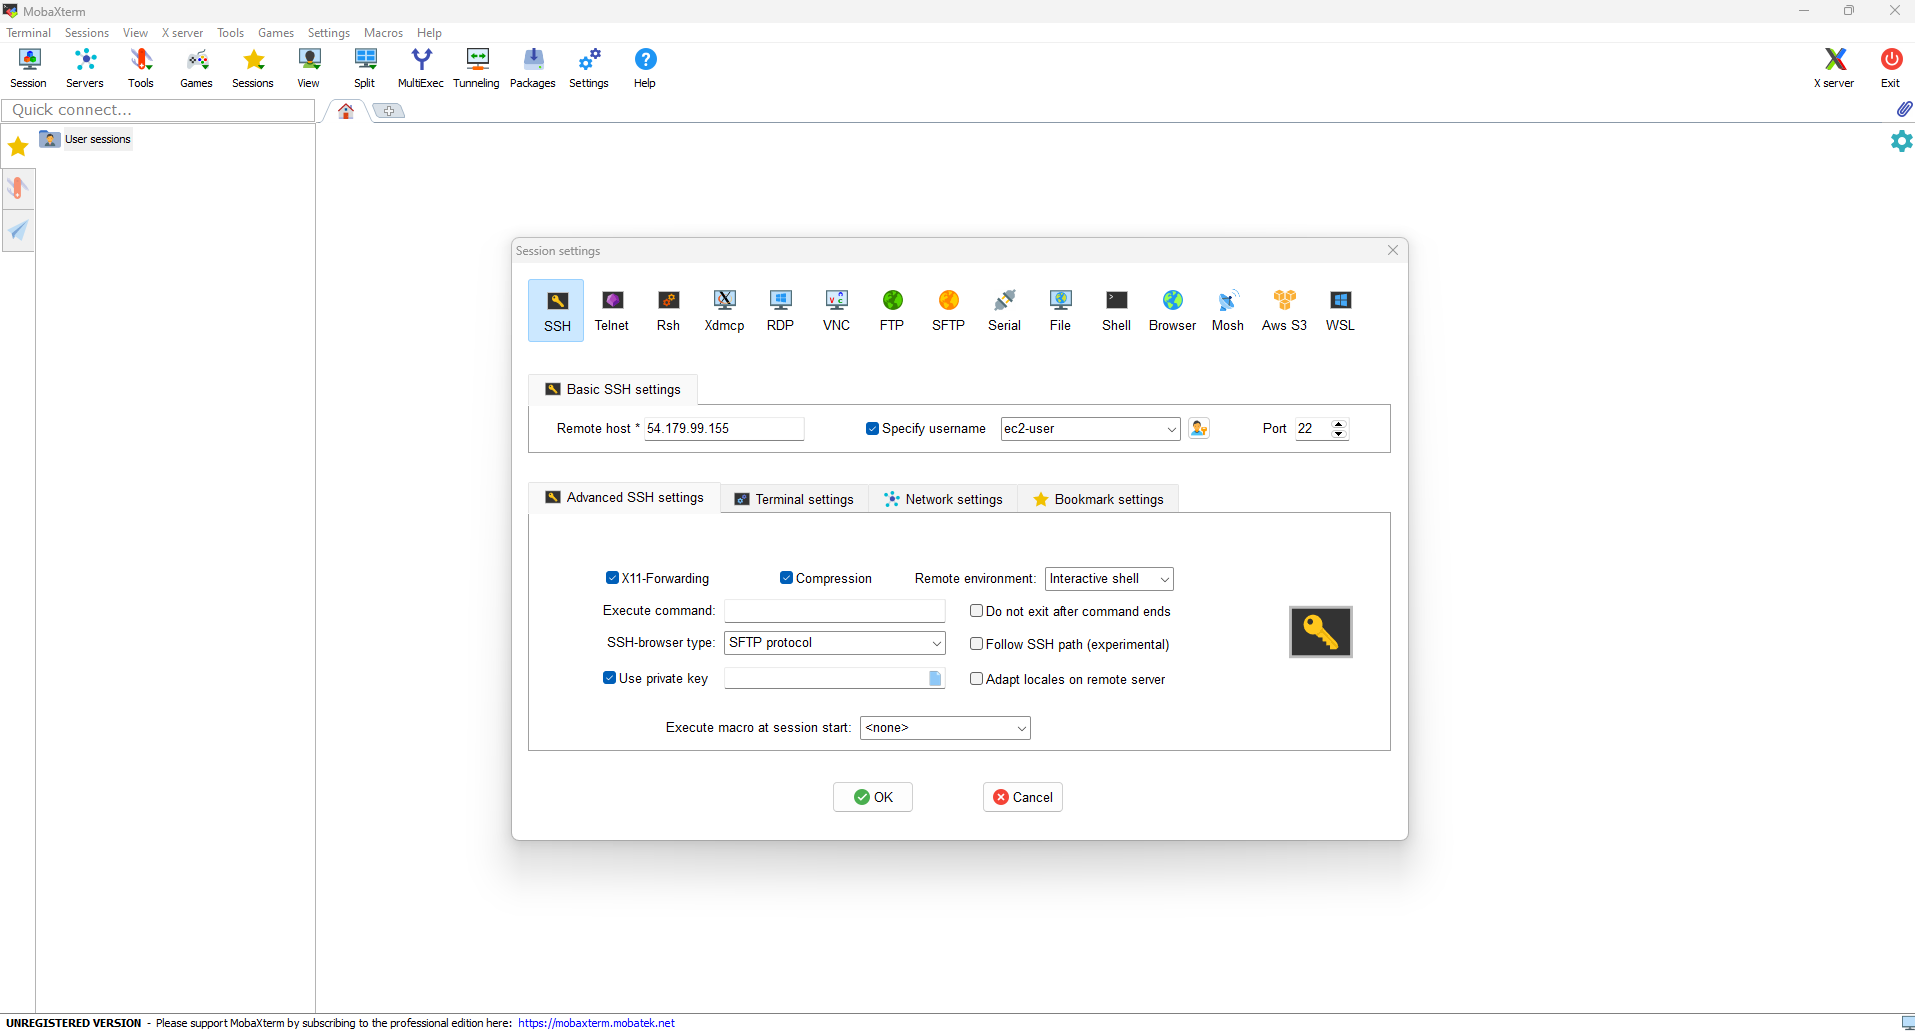 MobaXterm
Terminal Sessions View X server Tools Games Settings Macros Help
Session Servers Tools Games Sessions View Split MultiExec Tunneling Packages Settings Help X server Exit
Quick connect...
User sessions
Session settings
SSH Telnet Rsh Xdmcp RDP VNC FTP SFTP Serial File Shell Browser Mosh Aws S3 WSL
Basic SSH settings
Remote host * 54.179.99.155 Specify username ec2-user Port 22
Advanced SSH settings Terminal settings Network settings Bookmark settings
X11-Forwarding Compression Remote environment: Interactive shell
Execute command: Do not exit after command ends
SSH-browser type: SFTP protocol Follow SSH path (experimental)
Use private key Adapt locales on remote server
Execute macro at session start: <none>
OK Cancel
UNREGISTERED VERSION - Please support MobaXterm by subscribing to the professional edition here: https://mobaxterm.mobatek.net